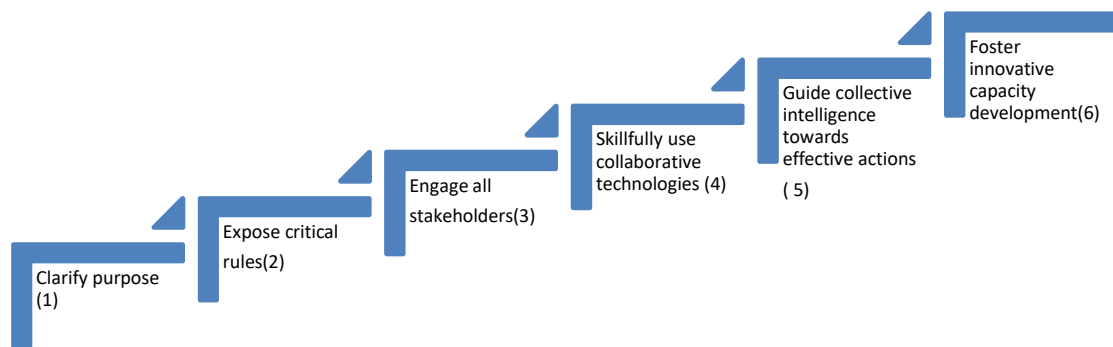 Clarify purpose
(1)
Expose critical
rules(2)
Engage all
stakeholders(3)
Skillfully use
collaborative
technologies (4)
Guide collective
intelligence
towards
effective actions
( 5)
Foster
innovative
capacity
development(6)